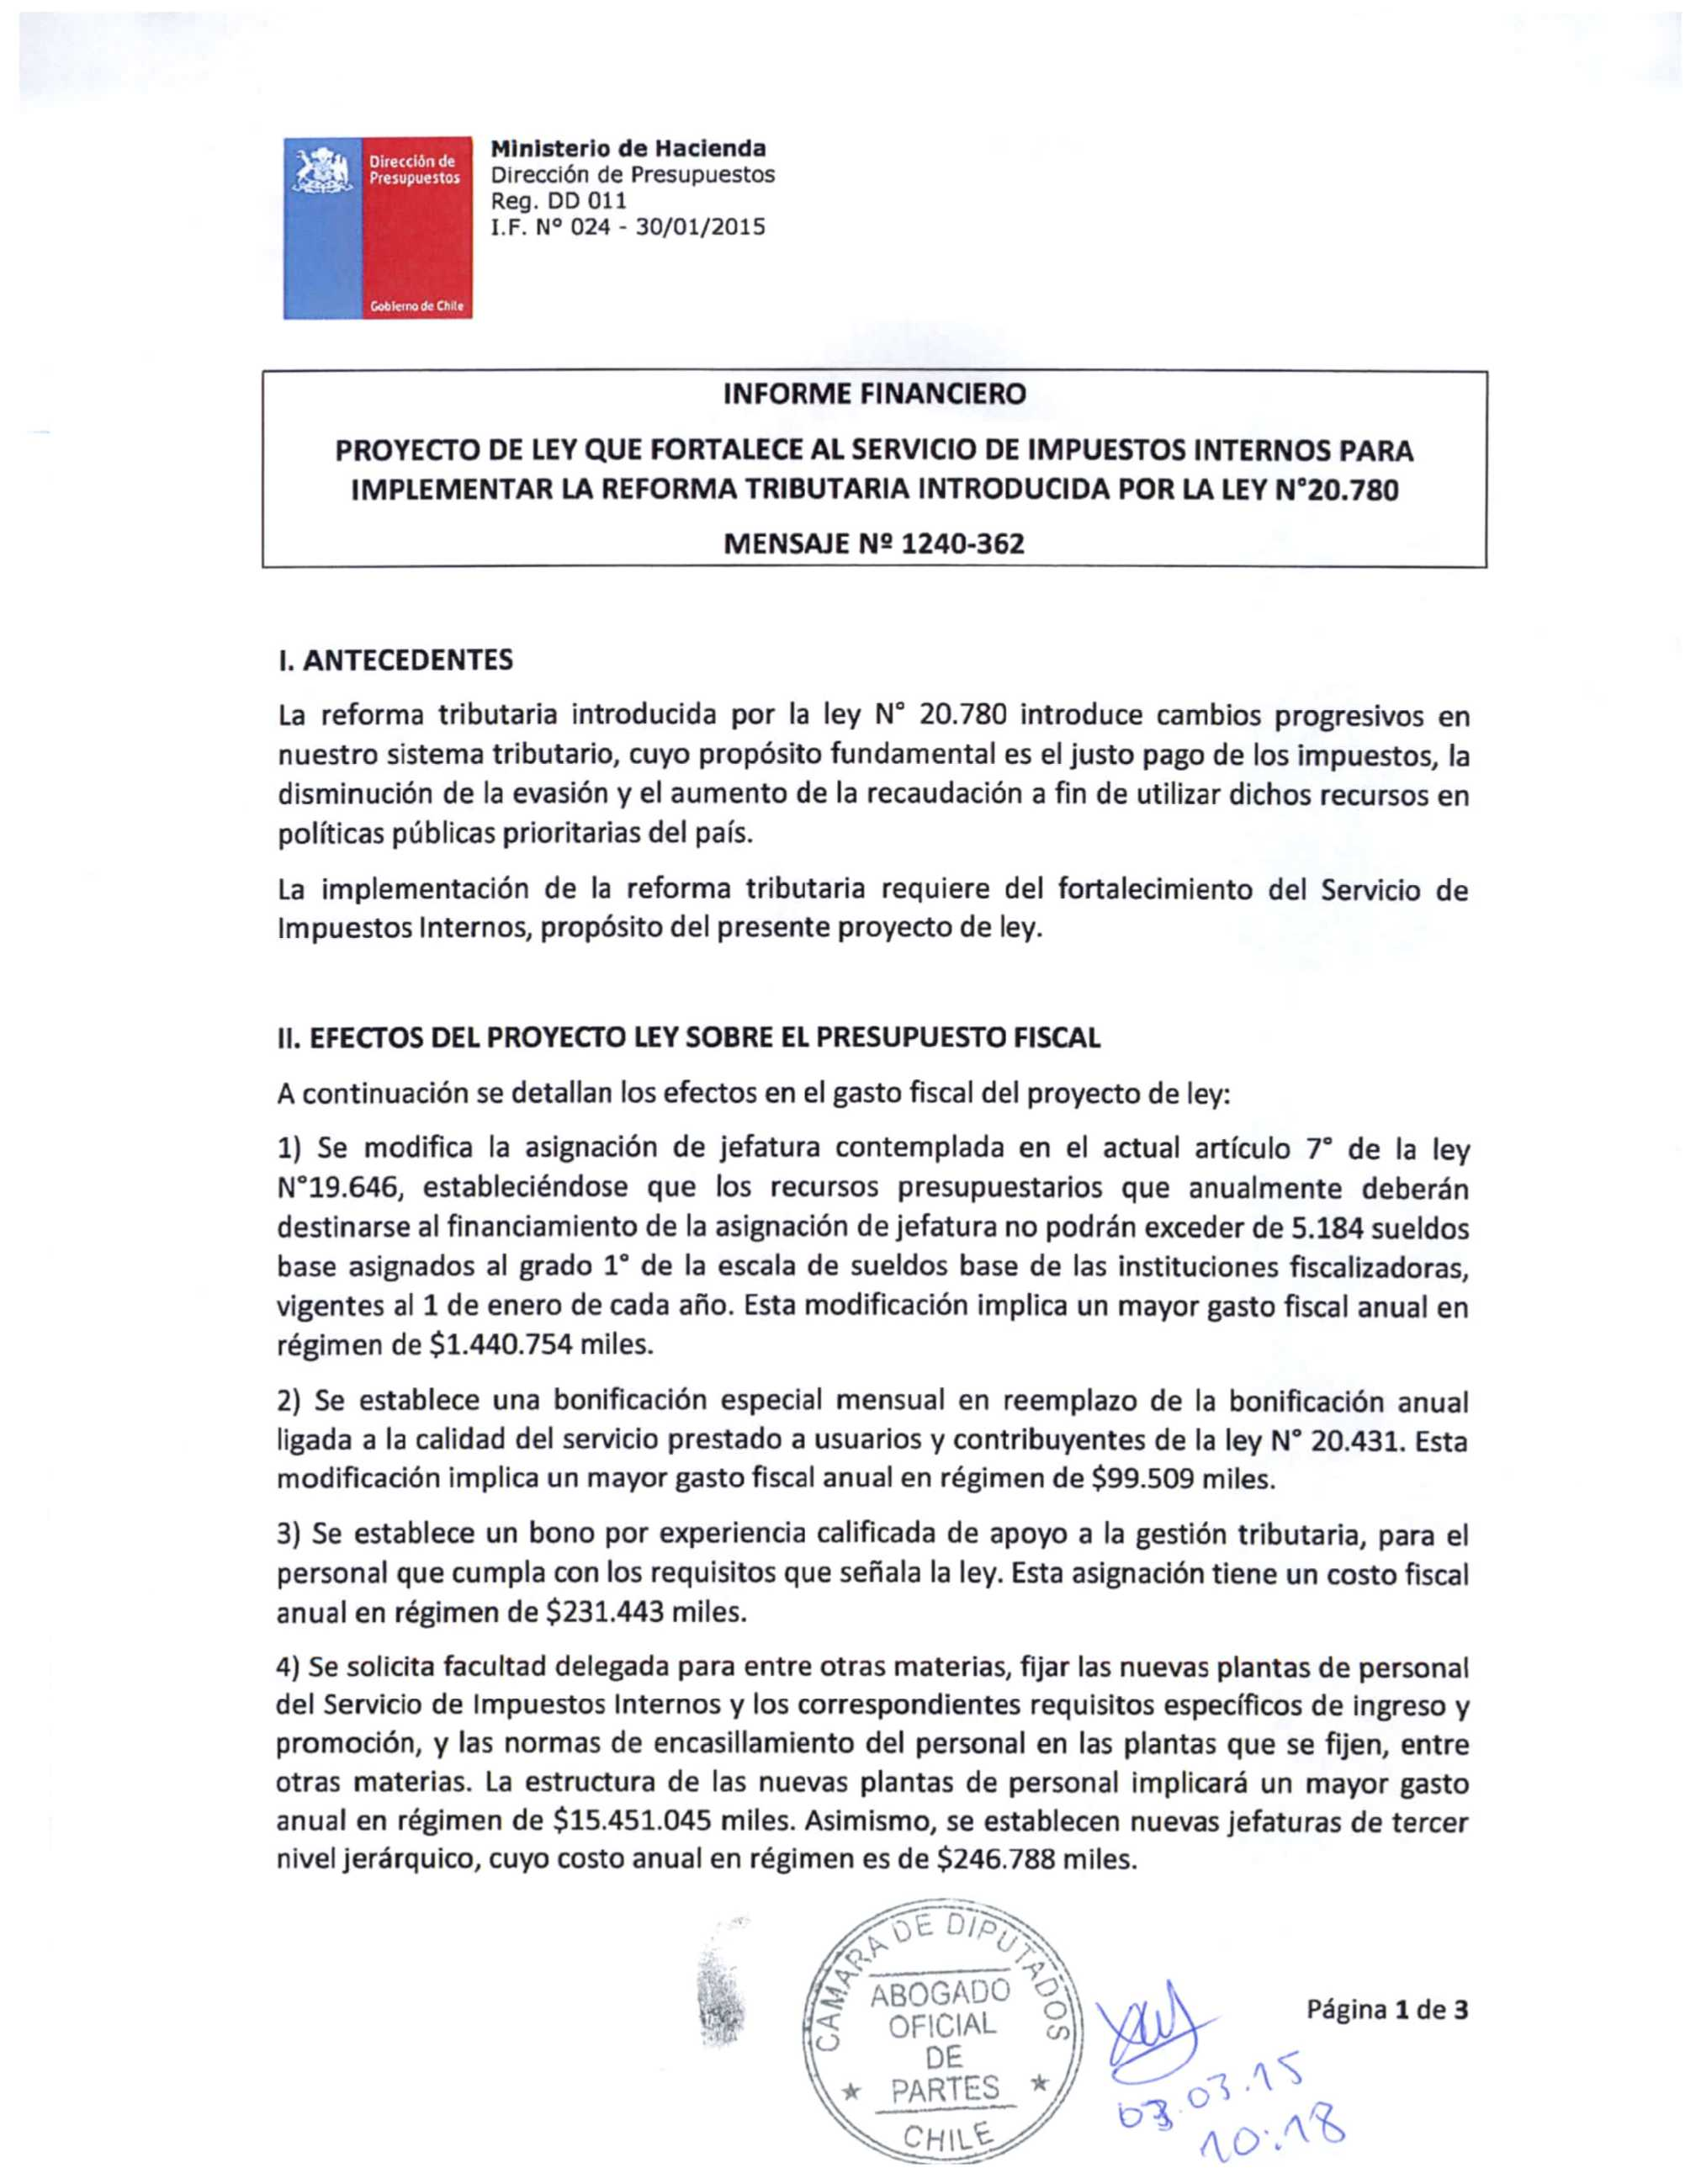 Dirección de
Presupuestos
Gobierno de Chile
Ministerio de Hacienda
Dirección de Presupuestos
Reg. DD 011
I.F. Nº 024 - 30/01/2015
INFORME FINANCIERO
PROYECTO DE LEY QUE FORTALECE AL SERVICIO DE IMPUESTOS INTERNOS PARA
IMPLEMENTAR LA REFORMA TRIBUTARIA INTRODUCIDA POR LA LEY N°20.780
MENSAJE Nº 1240-362
I. ANTECEDENTES
La reforma tributaria introducida por la ley N° 20.780 introduce cambios progresivos en
nuestro sistema tributario, cuyo propósito fundamental es el justo pago de los impuestos, la
disminución de la evasión y el aumento de la recaudación a fin de utilizar dichos recursos en
políticas públicas prioritarias del país.
La implementación de la reforma tributaria requiere del fortalecimiento del Servicio de
Impuestos Internos, propósito del presente proyecto de ley.
II. EFECTOS DEL PROYECTO LEY SOBRE EL PRESUPUESTO FISCAL
A continuación se detallan los efectos en el gasto fiscal del proyecto de ley:
1) Se modifica la asignación de jefatura contemplada en el actual artículo 7° de la ley
N°19.646, estableciéndose que los recursos presupuestarios que anualmente deberán
destinarse al financiamiento de la asignación de jefatura no podrán exceder de 5.184 sueldos
base asignados al grado 1° de la escala de sueldos base de las instituciones fiscalizadoras,
vigentes al 1 de enero de cada año. Esta modificación implica un mayor gasto fiscal anual en
régimen de $1.440.754 miles.
2) Se establece una bonificación especial mensual en reemplazo de la bonificación anual
ligada a la calidad del servicio prestado a usuarios y contribuyentes de la ley N° 20.431. Esta
modificación implica un mayor gasto fiscal anual en régimen de $99.509 miles.
3) Se establece un bono por experiencia calificada de apoyo a la gestión tributaria, para el
personal que cumpla con los requisitos que señala la ley. Esta asignación tiene un costo fiscal
anual en régimen de $231.443 miles.
4) Se solicita facultad delegada para entre otras materias, fijar las nuevas plantas de personal
del Servicio de Impuestos Internos y los correspondientes requisitos específicos de ingreso y
promoción, y las normas de encasillamiento del personal en las plantas que se fijen, entre
otras materias. La estructura de las nuevas plantas de personal implicará un mayor gasto
anual en régimen de $15.451.045 miles. Asimismo, se establecen nuevas jefaturas de tercer
nivel jerárquico, cuyo costo anual en régimen es de $246.788 miles.
CAMARA DE DIPUTADOS
ABOGADO
OFICIAL
DE
PARTES
CHILE
Página 1 de 3
03.03.15
10:18